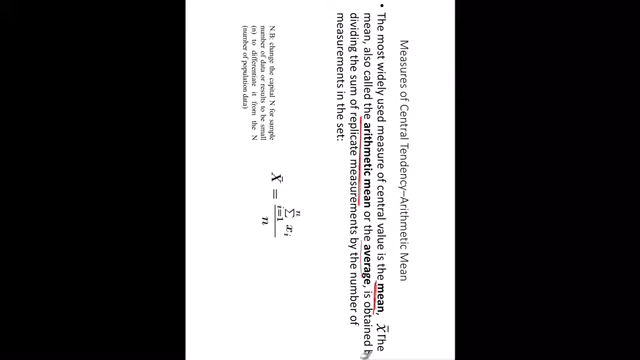 Measures of Central Tendency–Arithmetic Mean
• The most widely used measure of central value is the mean, X̄ The
mean, also called the arithmetic mean or the average, is obtained b
dividing the sum of replicate measurements by the number of
measurements in the set:
X̄ = n∑i=1 xi / n
N.B: change the capital N for sample
number of data or results to be small
(n) to differentiate it from the N
(number of population data)